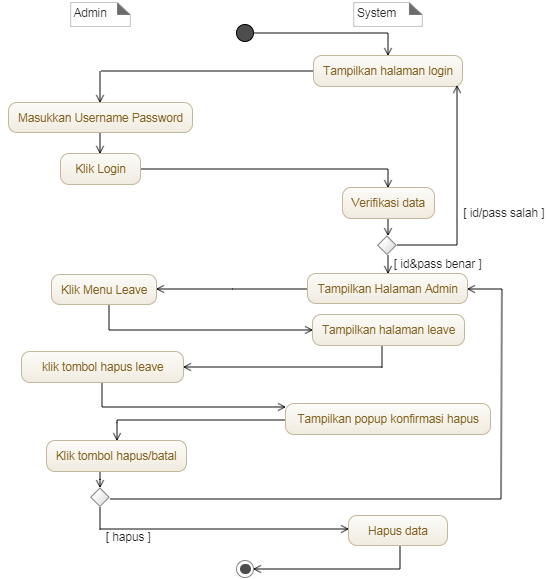 Admin
System
Tampilkan halaman login
Masukkan Username Password
Klik Login
Verifikasi data
[ id/pass salah ]
[ id&pass benar ]
Tampilkan Halaman Admin
Klik Menu Leave
Tampilkan halaman leave
klik tombol hapus leave
Tampilkan popup konfirmasi hapus
Klik tombol hapus/batal
[ hapus ]
Hapus data